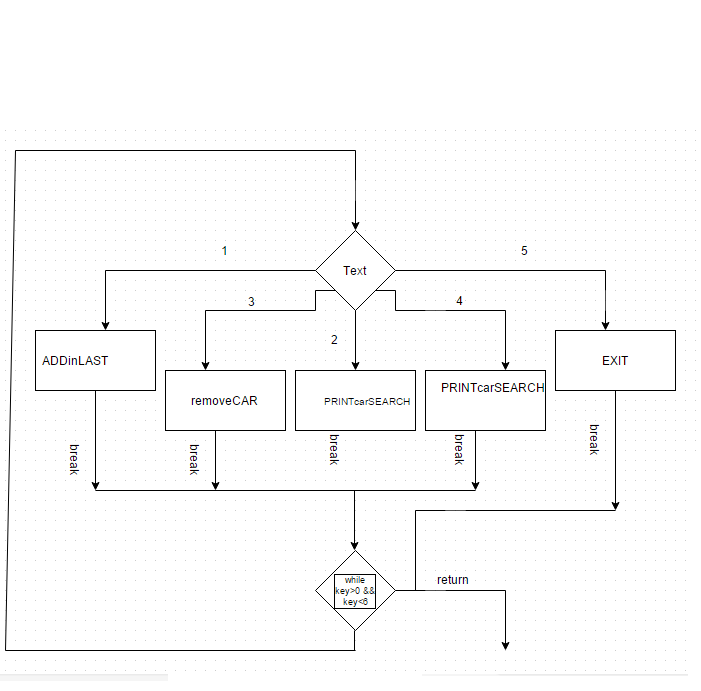 1
5
Text
3
4
2
ADDinLAST
EXIT
removeCAR
PRINTcarSEARCH
PRINTcarSEARCH
break
break
break
break
break
while
key>0 &&
key<6
return